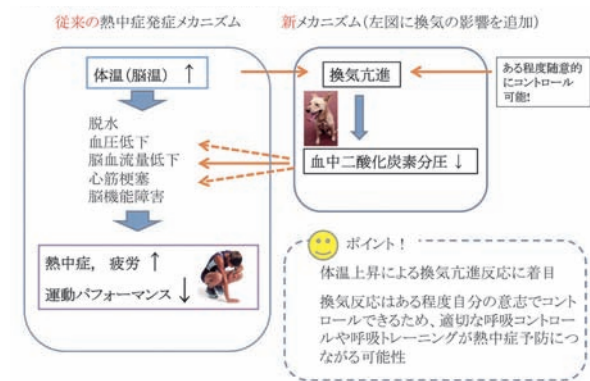 従来の熱中症発症メカニズム
体温(脳温) ↑
脱水
血圧低下
脳血流量低下
心筋梗塞
脳機能障害
熱中症，疲労 ↑
運動パフォーマンス ↓
新メカニズム(左図に換気の影響を追加)
換気亢進
血中二酸化炭素分圧 ↓
ある程度随意的
にコントロール
可能!
ポイント！
体温上昇による換気亢進反応に着目
換気反応はある程度自分の意志でコント
ロールできるため、適切な呼吸コントロ
ールや呼吸トレーニングが熱中症予防につ
ながる可能性